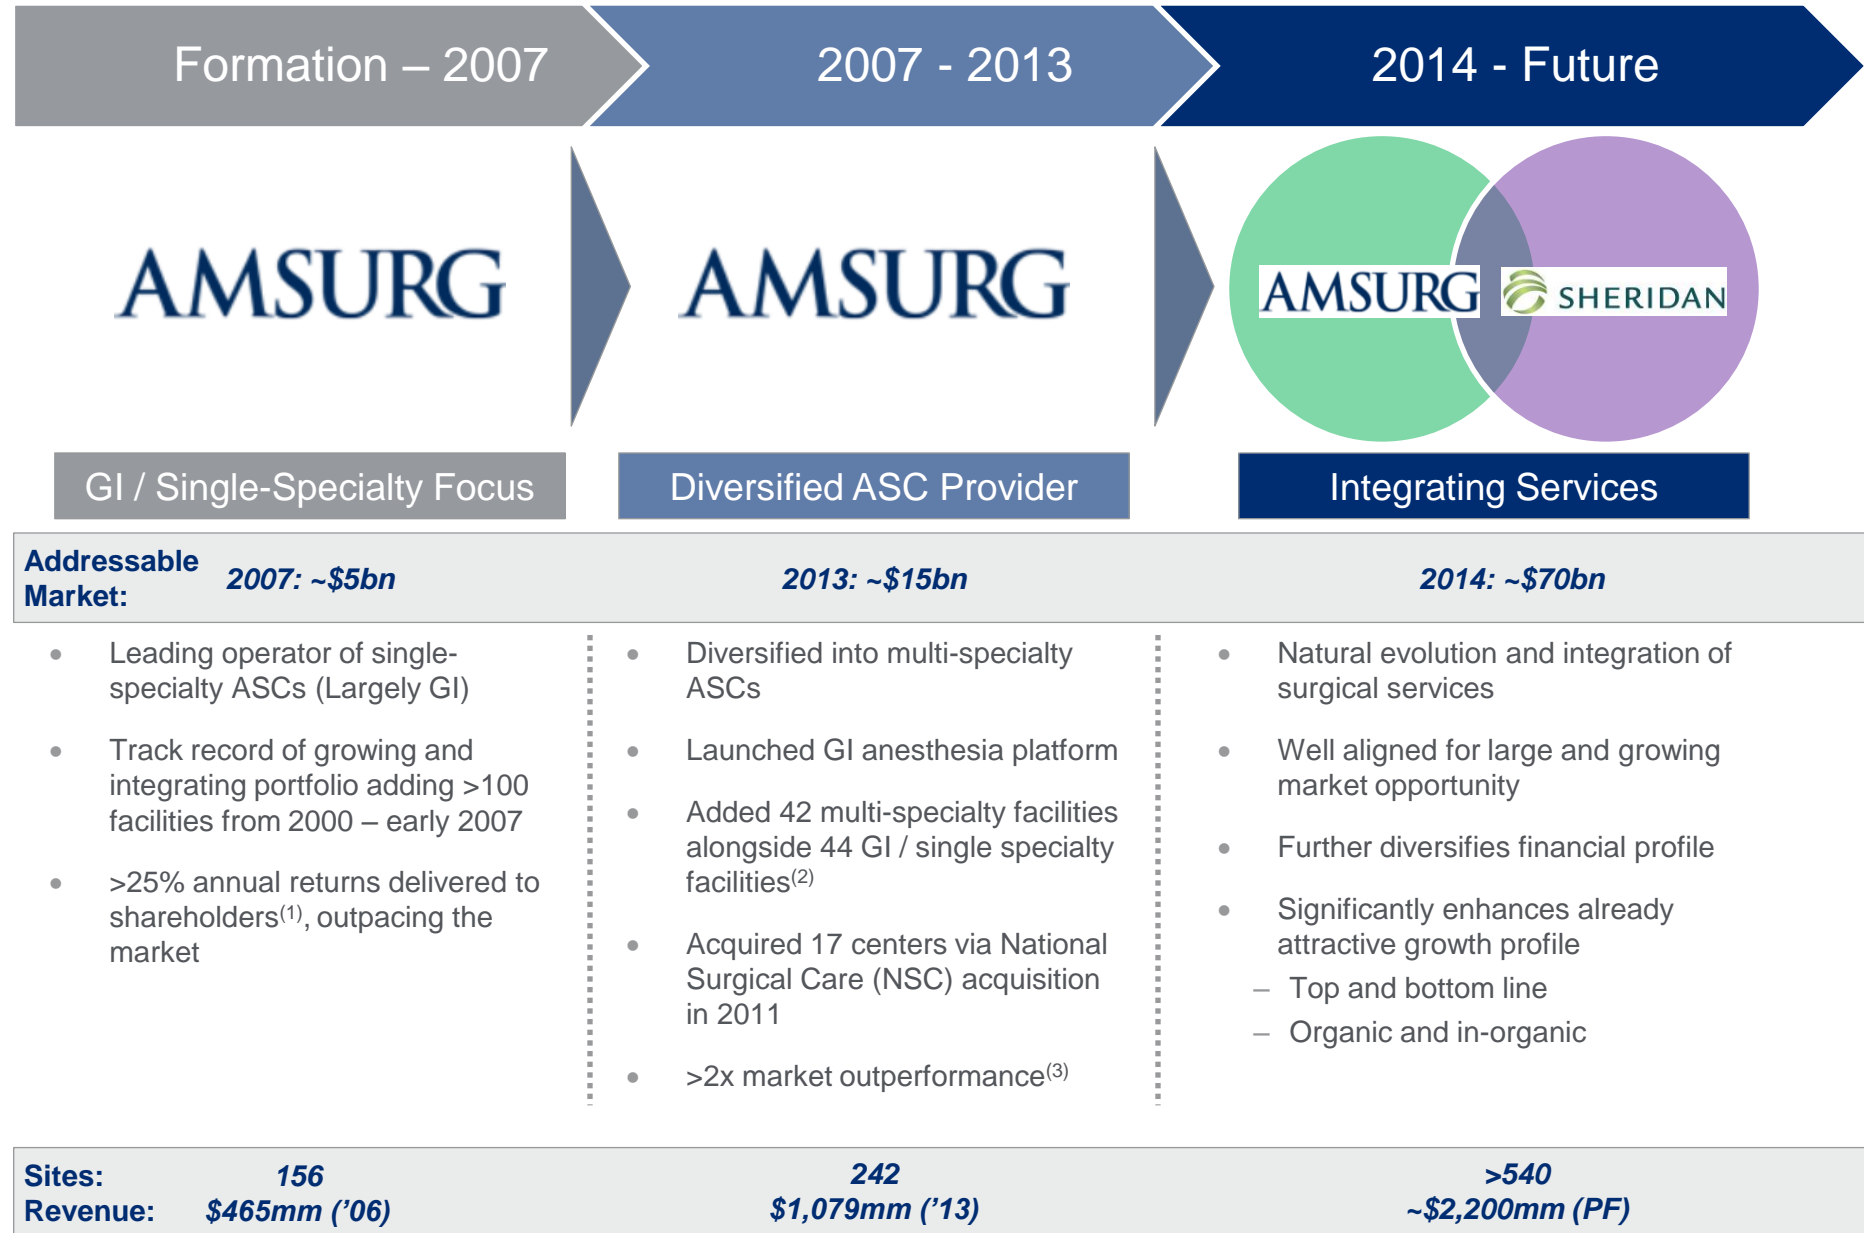 Formation – 2007
2007 - 2013
2014 - Future
AMSURG
AMSURG
AMSURG
SHERIDAN
GI / Single-Specialty Focus
Diversified ASC Provider
Integrating Services
Addressable
Market:
2007: ~$5bn
2013: ~$15bn
2014: ~$70bn
• Leading operator of single-
specialty ASCs (Largely GI)
• Track record of growing and
integrating portfolio adding >100
facilities from 2000 – early 2007
• >25% annual returns delivered to
shareholders(1), outpacing the
market
• Diversified into multi-specialty
ASCs
• Launched GI anesthesia platform
• Added 42 multi-specialty facilities
alongside 44 GI / single specialty
facilities(2)
• Acquired 17 centers via National
Surgical Care (NSC) acquisition
in 2011
• >2x market outperformance(3)
• Natural evolution and integration of
surgical services
• Well aligned for large and growing
market opportunity
• Further diversifies financial profile
• Significantly enhances already
attractive growth profile
– Top and bottom line
– Organic and in-organic
Sites: 156 242 >540
Revenue: $465mm (’06) $1,079mm (’13) ~$2,200mm (PF)